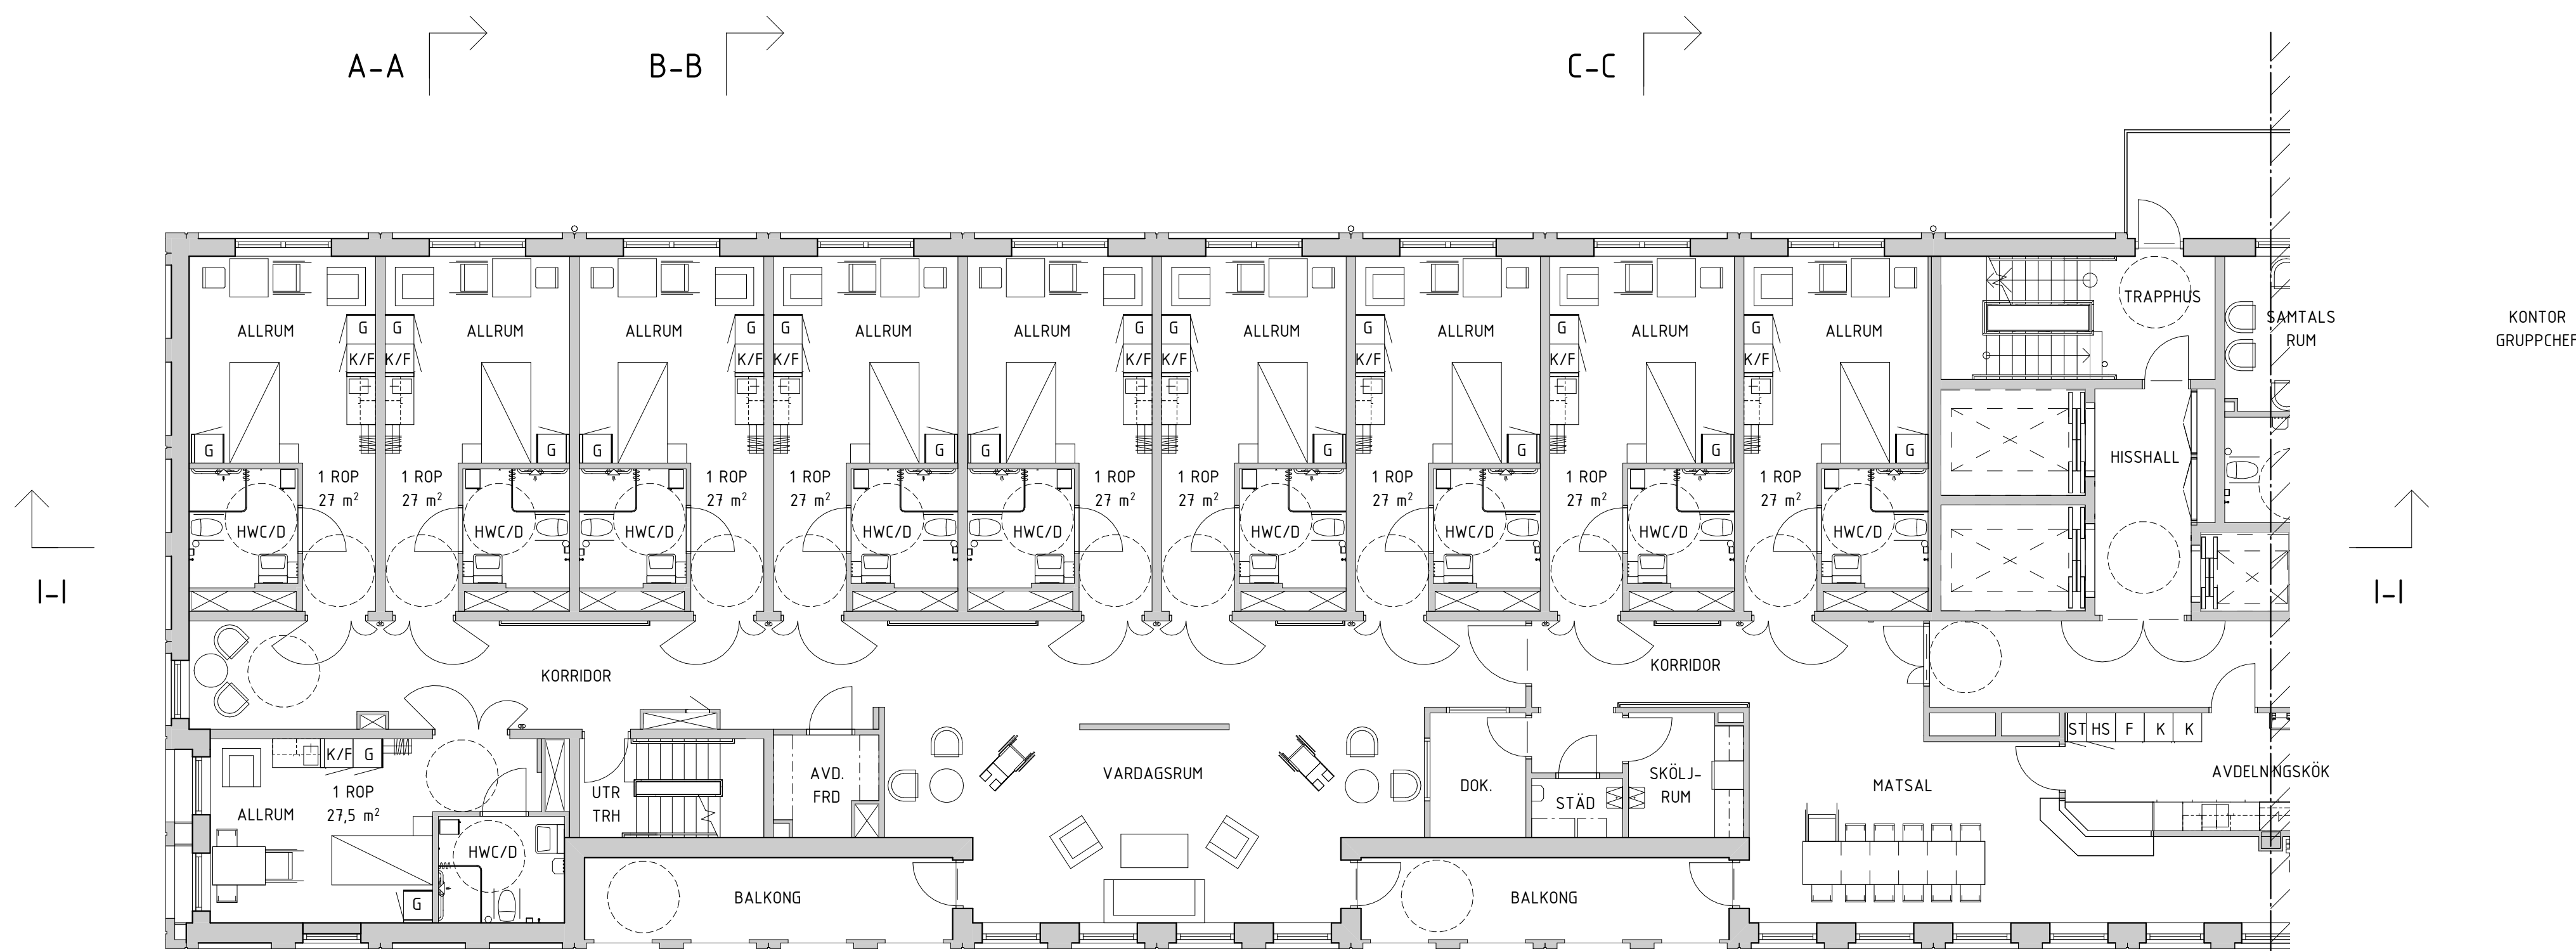 A-A
B-B
C-C
TRAPPHUS
SAMTALS
RUM
KONTOR
GRUPPCHEF
ALLRUM
ALLRUM
ALLRUM
ALLRUM
ALLRUM
ALLRUM
ALLRUM
ALLRUM
ALLRUM
G
G
G
G
G
G
G
G
G
K/F
K/F
K/F
K/F
K/F
K/F
K/F
K/F
K/F
G
G
G
G
G
G
G
G
G
HISSHALL
1 ROP
27 m²
1 ROP
27 m²
1 ROP
27 m²
1 ROP
27 m²
1 ROP
27 m²
1 ROP
27 m²
1 ROP
27 m²
1 ROP
27 m²
1 ROP
27 m²
HWC/D
HWC/D
HWC/D
HWC/D
HWC/D
HWC/D
HWC/D
HWC/D
HWC/D
I-I
I-I
KORRIDOR
KORRIDOR
ST HS F K K
K/F G
1 ROP
27,5 m²
ALLRUM
UTR
TRH
AVD.
FRD
VARDAGSRUM
DOK.
STÄD
SKÖLJ-
RUM
MATSAL
AVDELNINGSKÖK
HWC/D
G
BALKONG
BALKONG